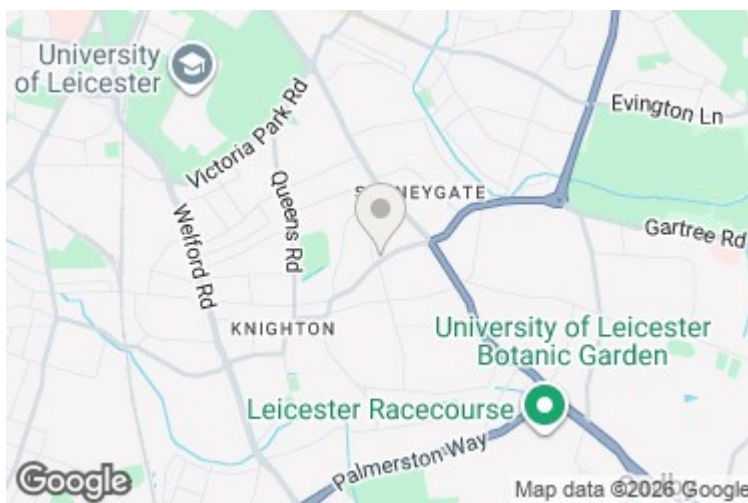 University
of Leicester
Evington Ln
Victoria Park Rd
Queens Rd
Welford Rd
Gartree Rd
KNIGHTON
University of Leicester
Botanic Garden
Leicester Racecourse
Palmerston Way
Google
Map data ©2026 Google